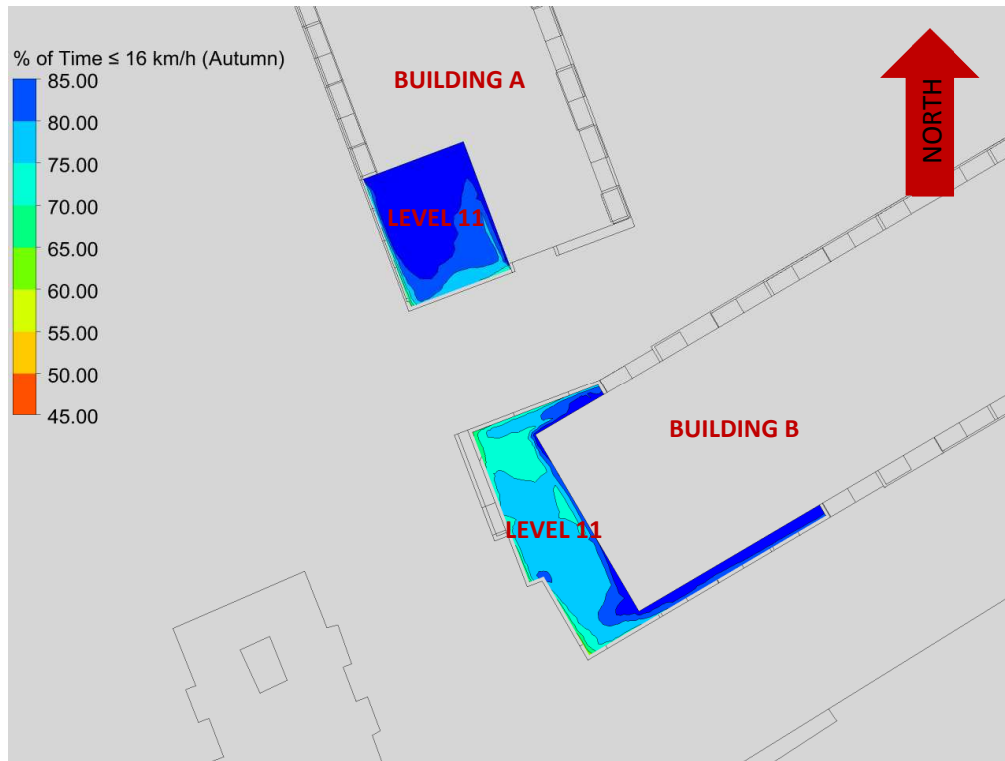 % of Time ≤ 16 km/h (Autumn)
85.00
80.00
75.00
70.00
65.00
60.00
55.00
50.00
45.00
BUILDING A
NORTH
LEVEL 11
BUILDING B
LEVEL 11